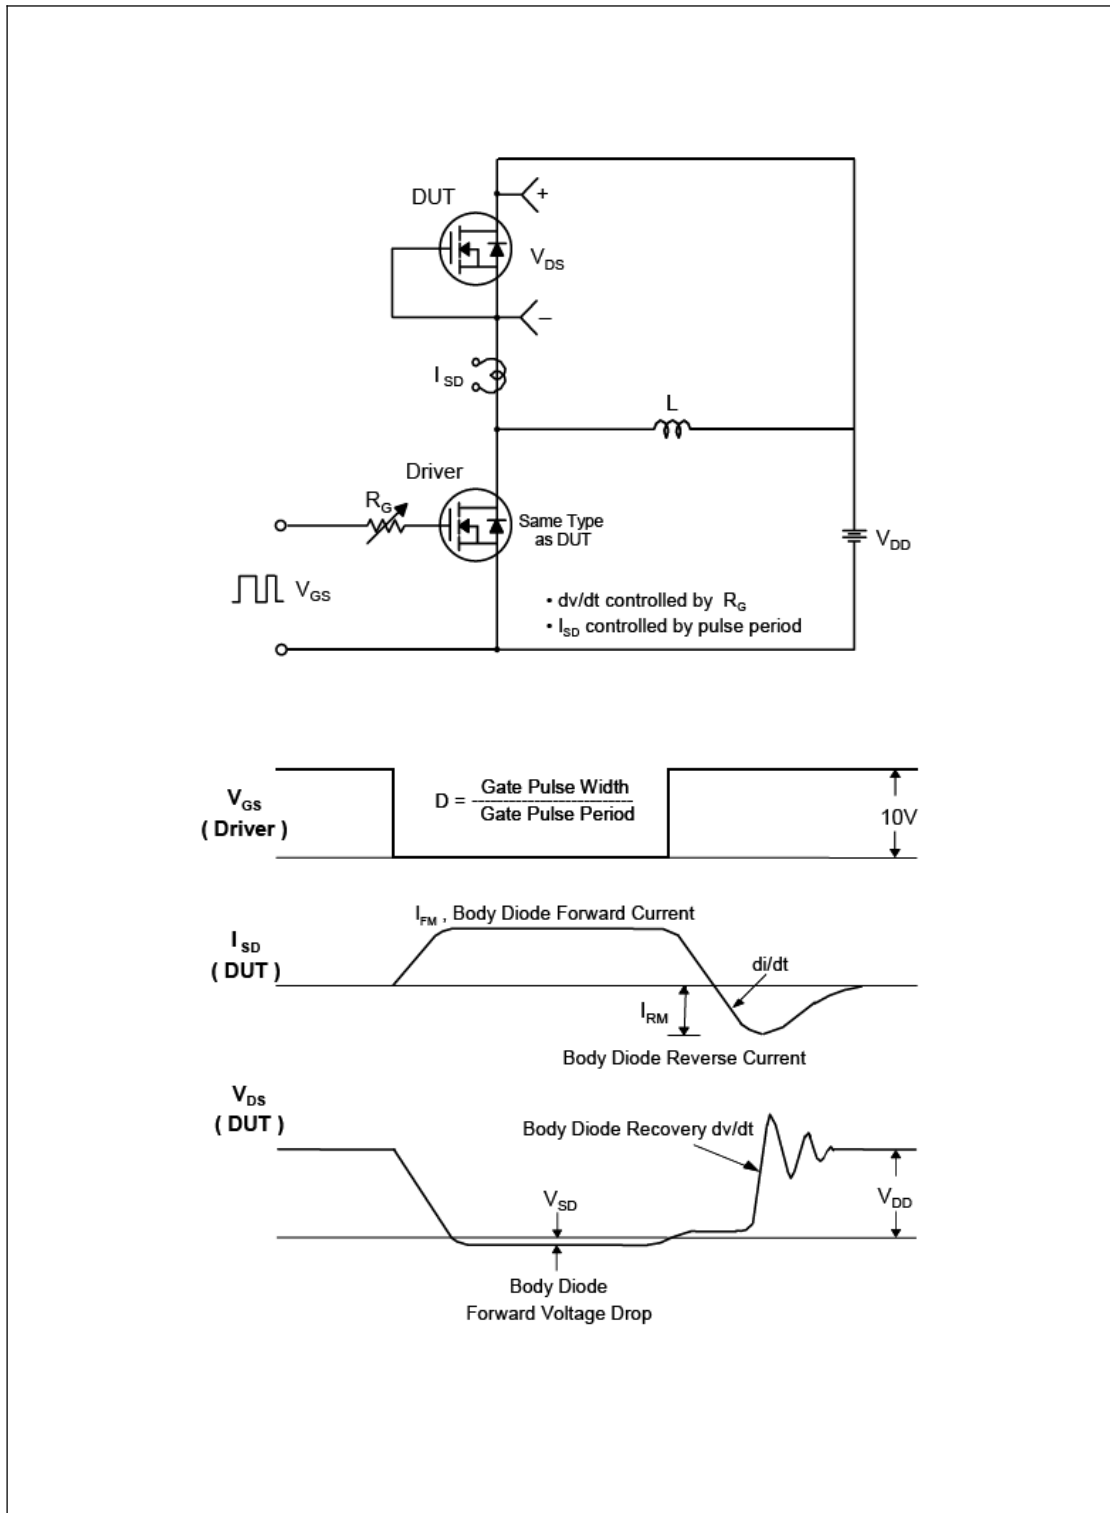 DUT
+
V_DS
–
I_SD
L
Driver
R_G
Same Type
as DUT
V_DD
V_GS
• dv/dt controlled by R_G
• I_SD controlled by pulse period
V_GS
( Driver )
D = Gate Pulse Width
Gate Pulse Period
10V
I_FM , Body Diode Forward Current
I_SD
( DUT )
di/dt
I_RM
Body Diode Reverse Current
V_DS
( DUT )
Body Diode Recovery dv/dt
V_SD
V_DD
Body Diode
Forward Voltage Drop